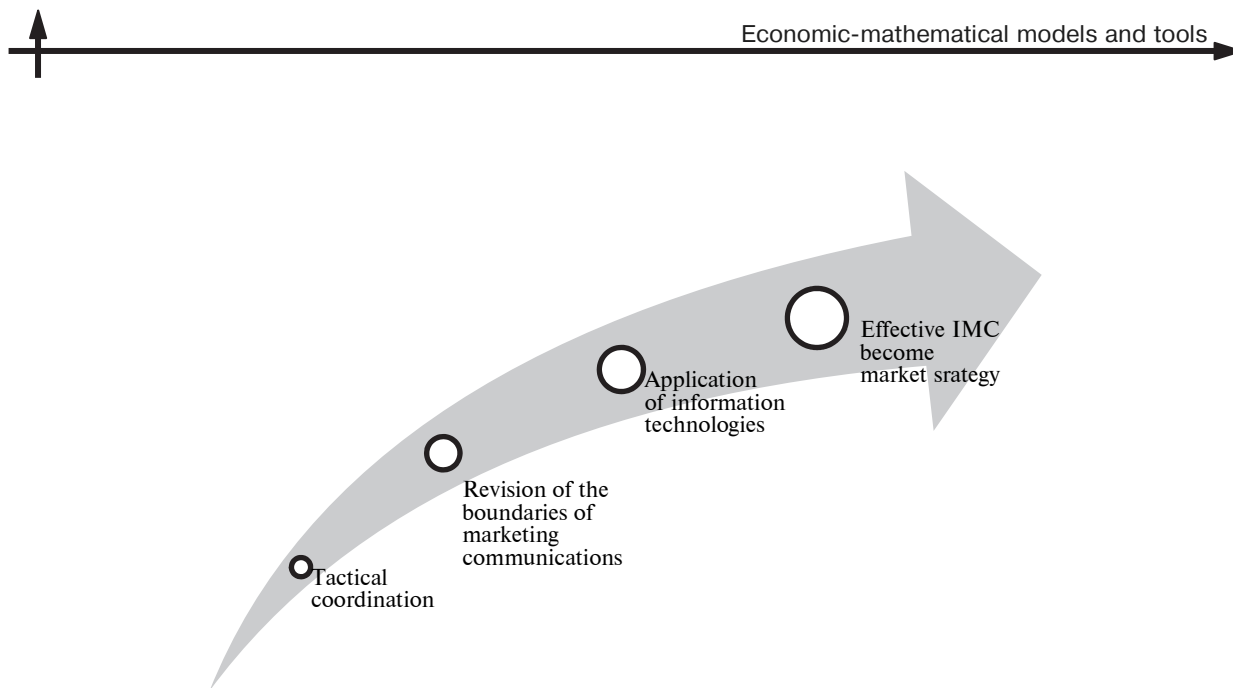 Economic-mathematical models and tools
Effective IMC
become
market srategy
Application
of information
technologies
Revision of the
boundaries of
marketing
communications
Tactical
coordination